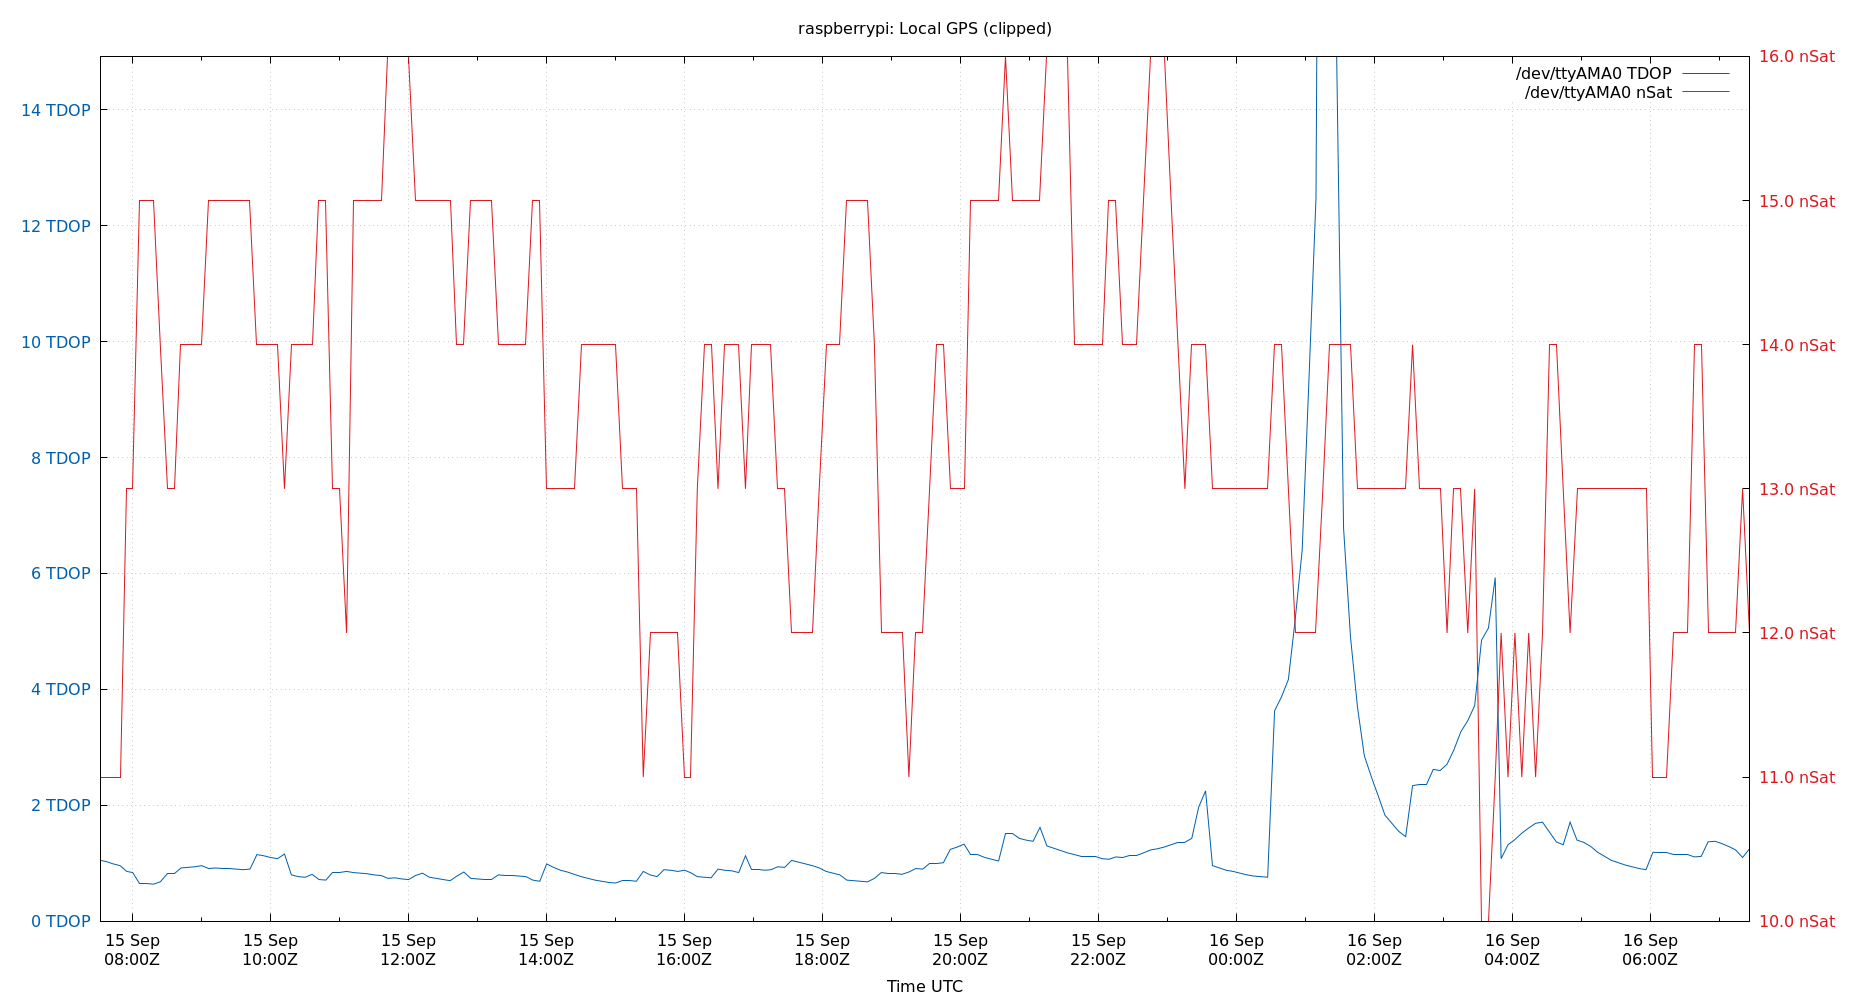 raspberrypi: Local GPS (clipped)
16.0 nSat
/dev/ttyAMA0 TDOP
/dev/ttyAMA0 nSat
14 TDOP
15.0 nSat
12 TDOP
10 TDOP
14.0 nSat
8 TDOP
13.0 nSat
6 TDOP
12.0 nSat
4 TDOP
11.0 nSat
2 TDOP
0 TDOP
10.0 nSat
15 Sep 15 Sep 15 Sep 15 Sep 15 Sep 15 Sep 15 Sep 15 Sep 16 Sep 16 Sep 16 Sep 16 Sep
08:00Z 10:00Z 12:00Z 14:00Z 16:00Z 18:00Z 20:00Z 22:00Z 00:00Z 02:00Z 04:00Z 06:00Z
Time UTC